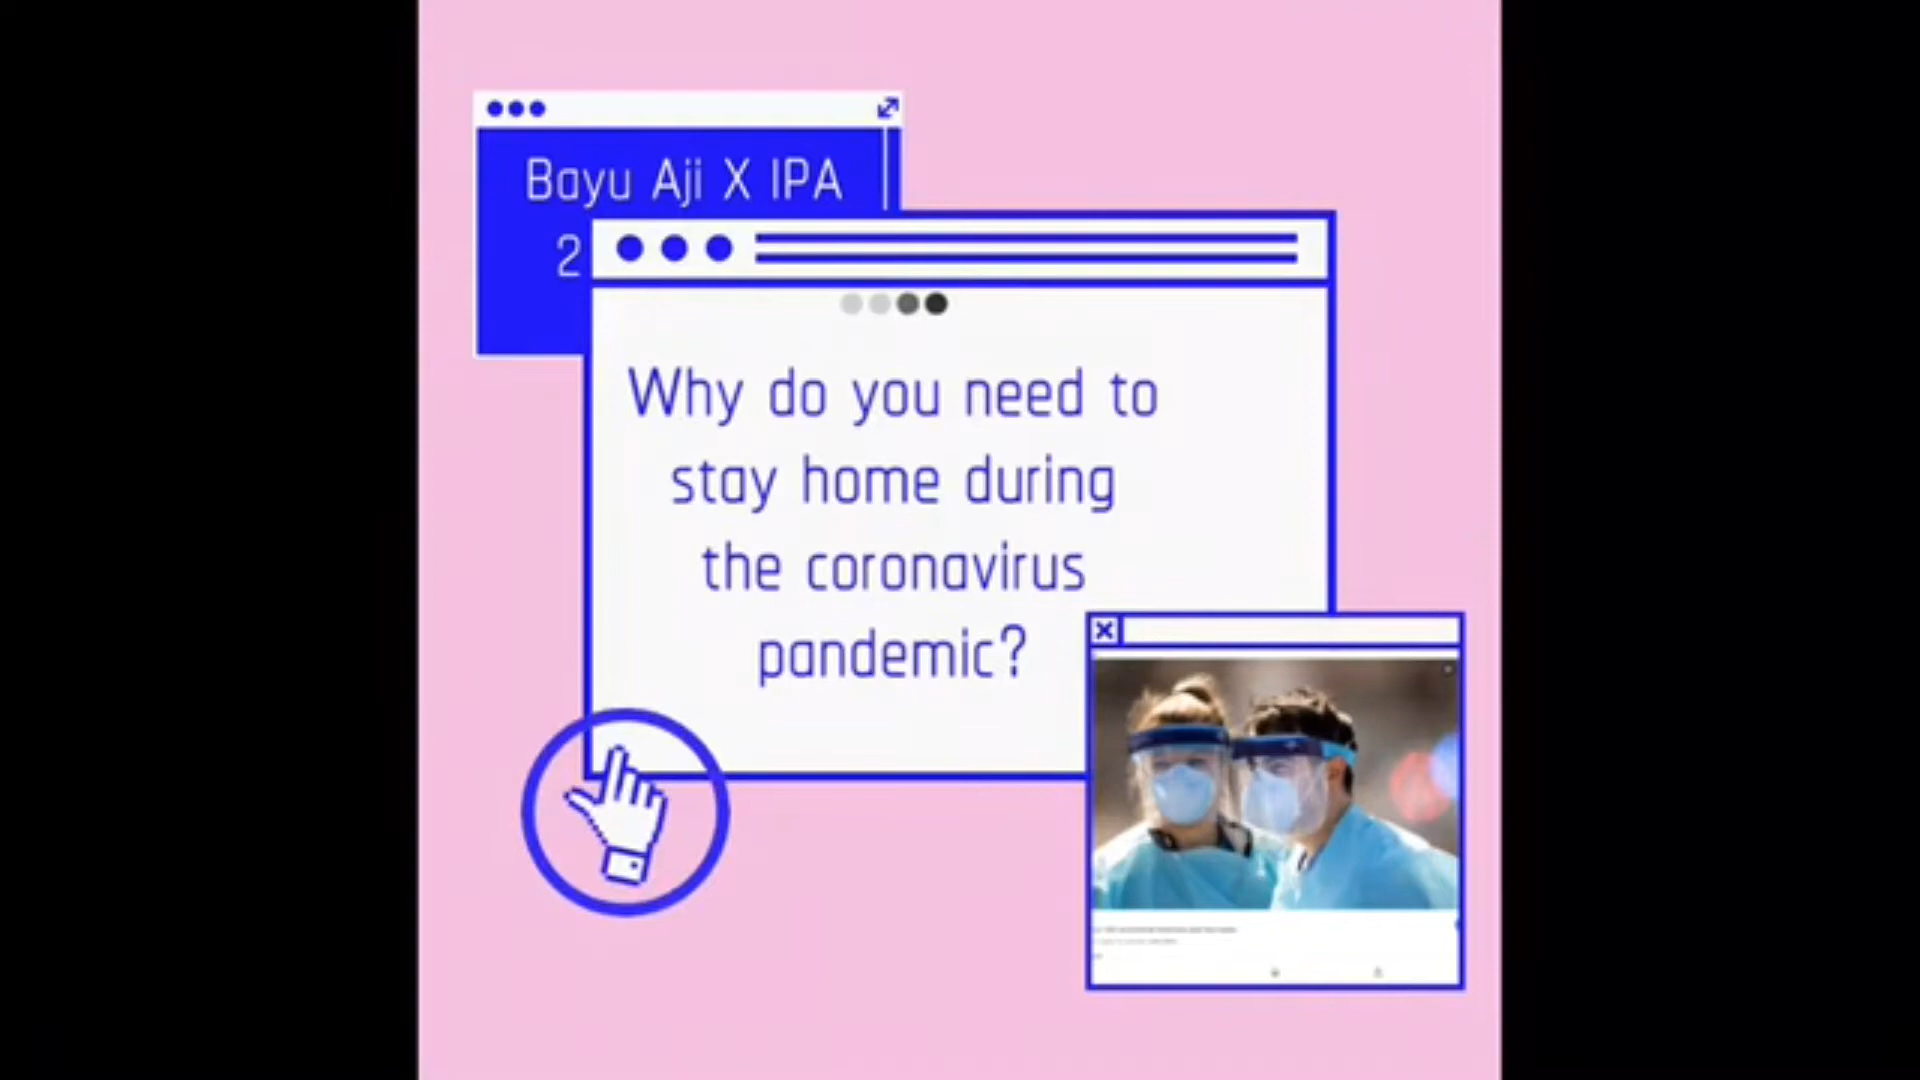 Bayu Aji X IPA
2
Why do you need to
stay home during
the coronavirus
pandemic?